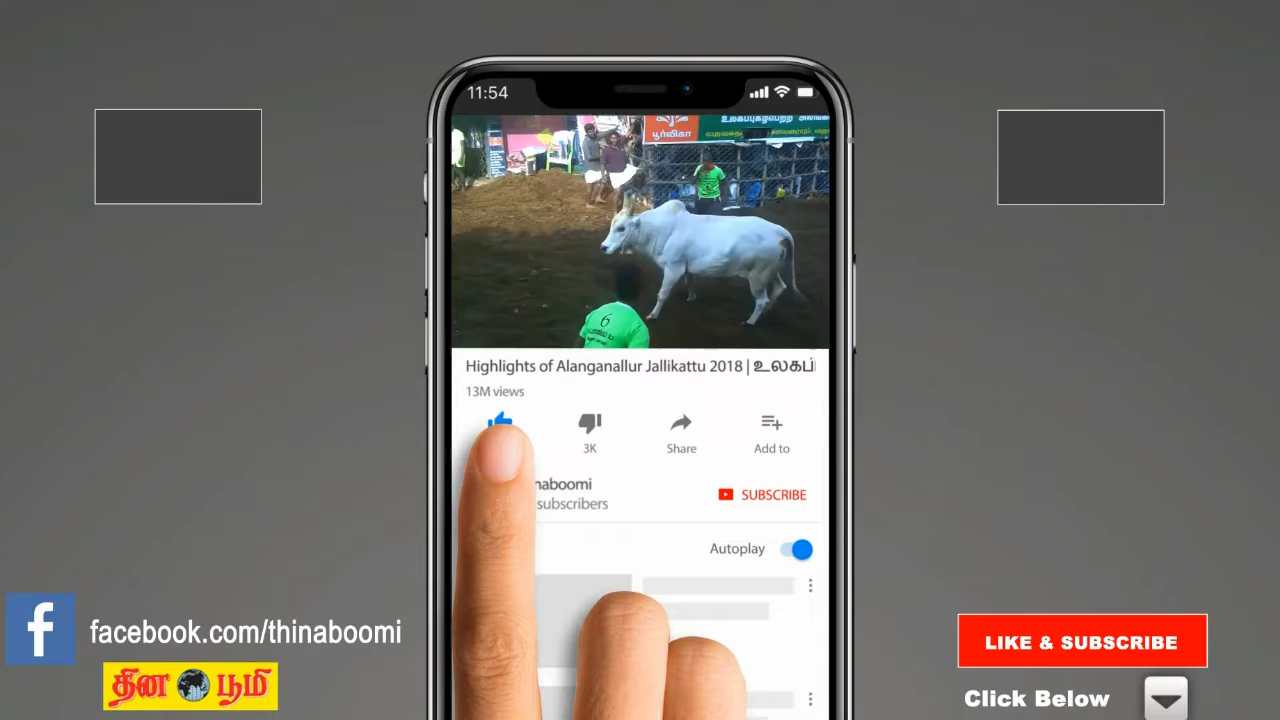 11:54
பூர்விகா
6
Highlights of Alanganallur Jallikattu 2018 | உலகப்
13M views
3K
Share
Add to
naboomi
subscribers
SUBSCRIBE
Autoplay
facebook.com/thinaboomi
தின பூமி
LIKE & SUBSCRIBE
Click Below